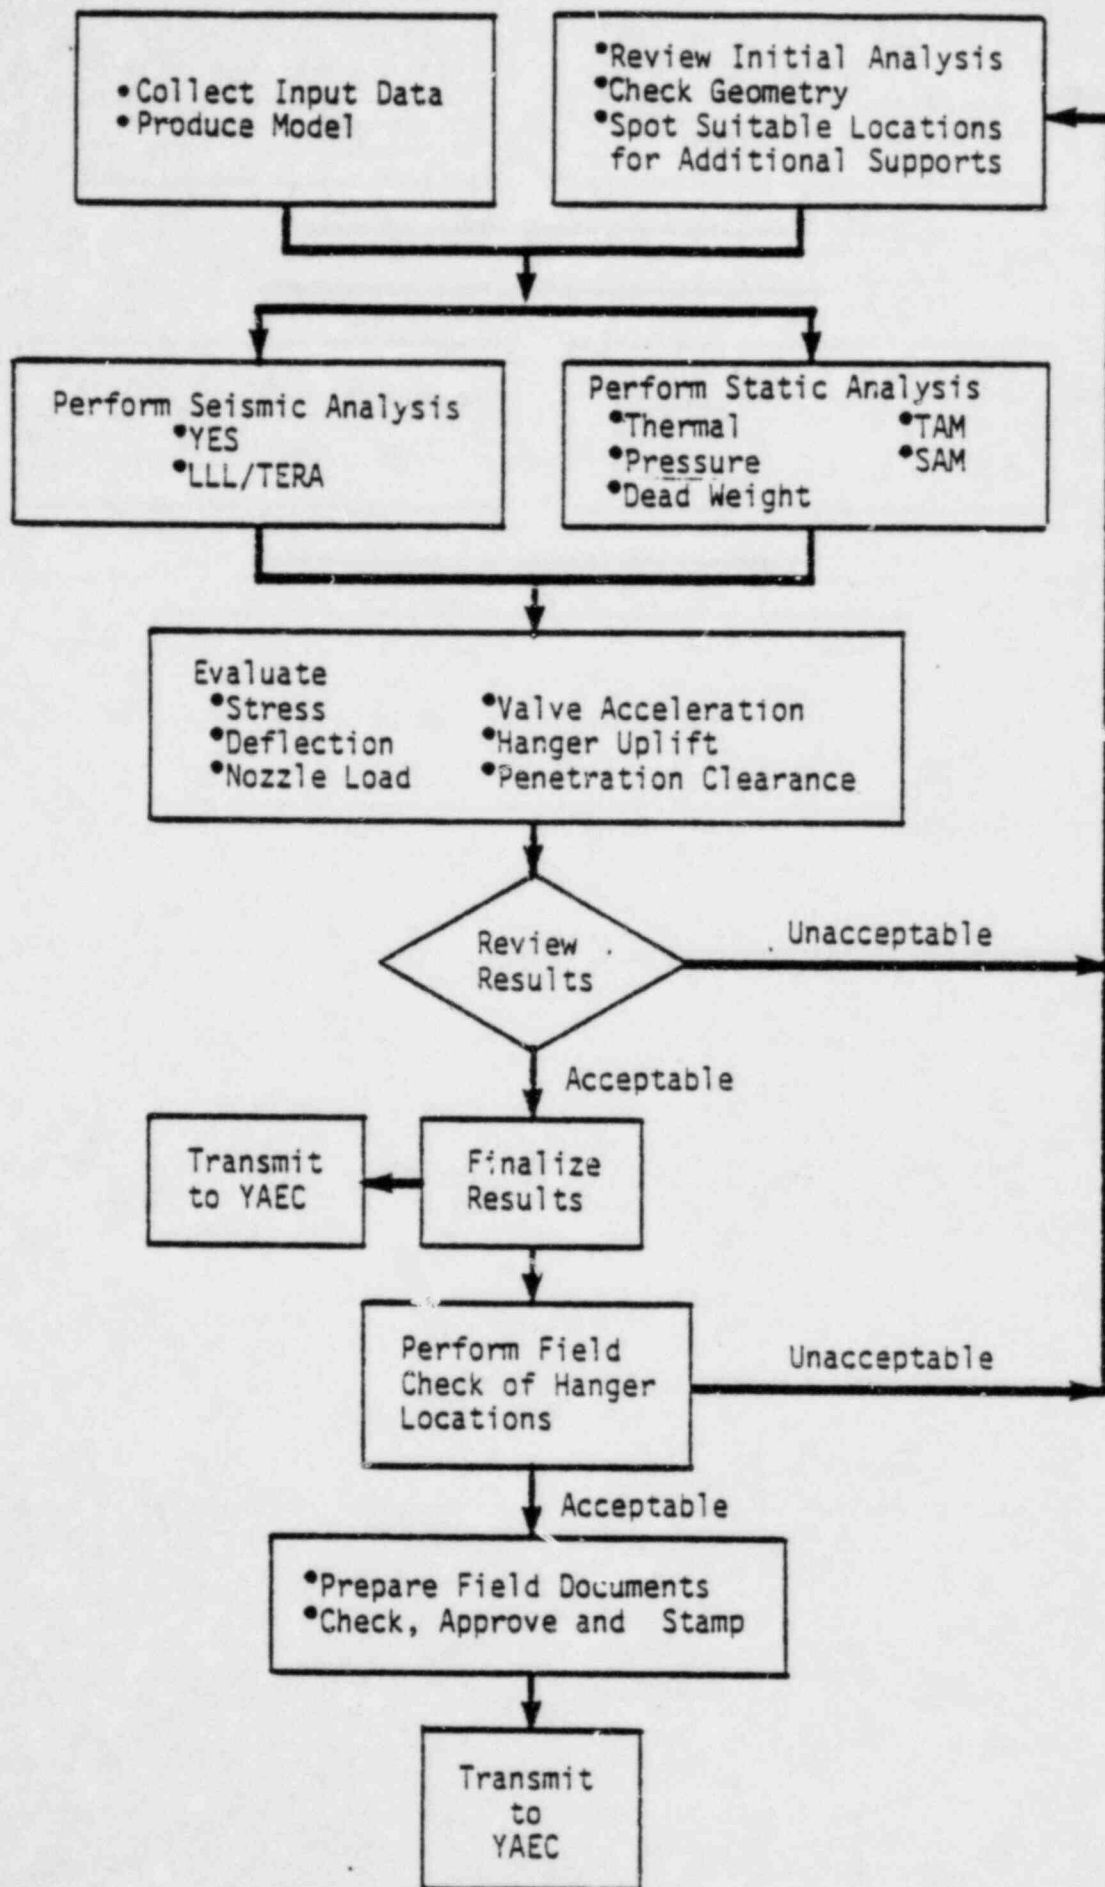 •Collect Input Data
•Produce Model
•Review Initial Analysis
•Check Geometry
•Spot Suitable Locations
for Additional Supports
Perform Seismic Analysis
•YES
•LLL/TERA
Perform Static Analysis
•Thermal •TAM
•Pressure •SAM
•Dead Weight
Evaluate
•Stress •Valve Acceleration
•Deflection •Hanger Uplift
•Nozzle Load •Penetration Clearance
Review
Results
Unacceptable
Acceptable
Transmit
to YAEC
Finalize
Results
Perform Field
Check of Hanger
Locations
Unacceptable
Acceptable
•Prepare Field Documents
•Check, Approve and Stamp
Transmit
to
YAEC